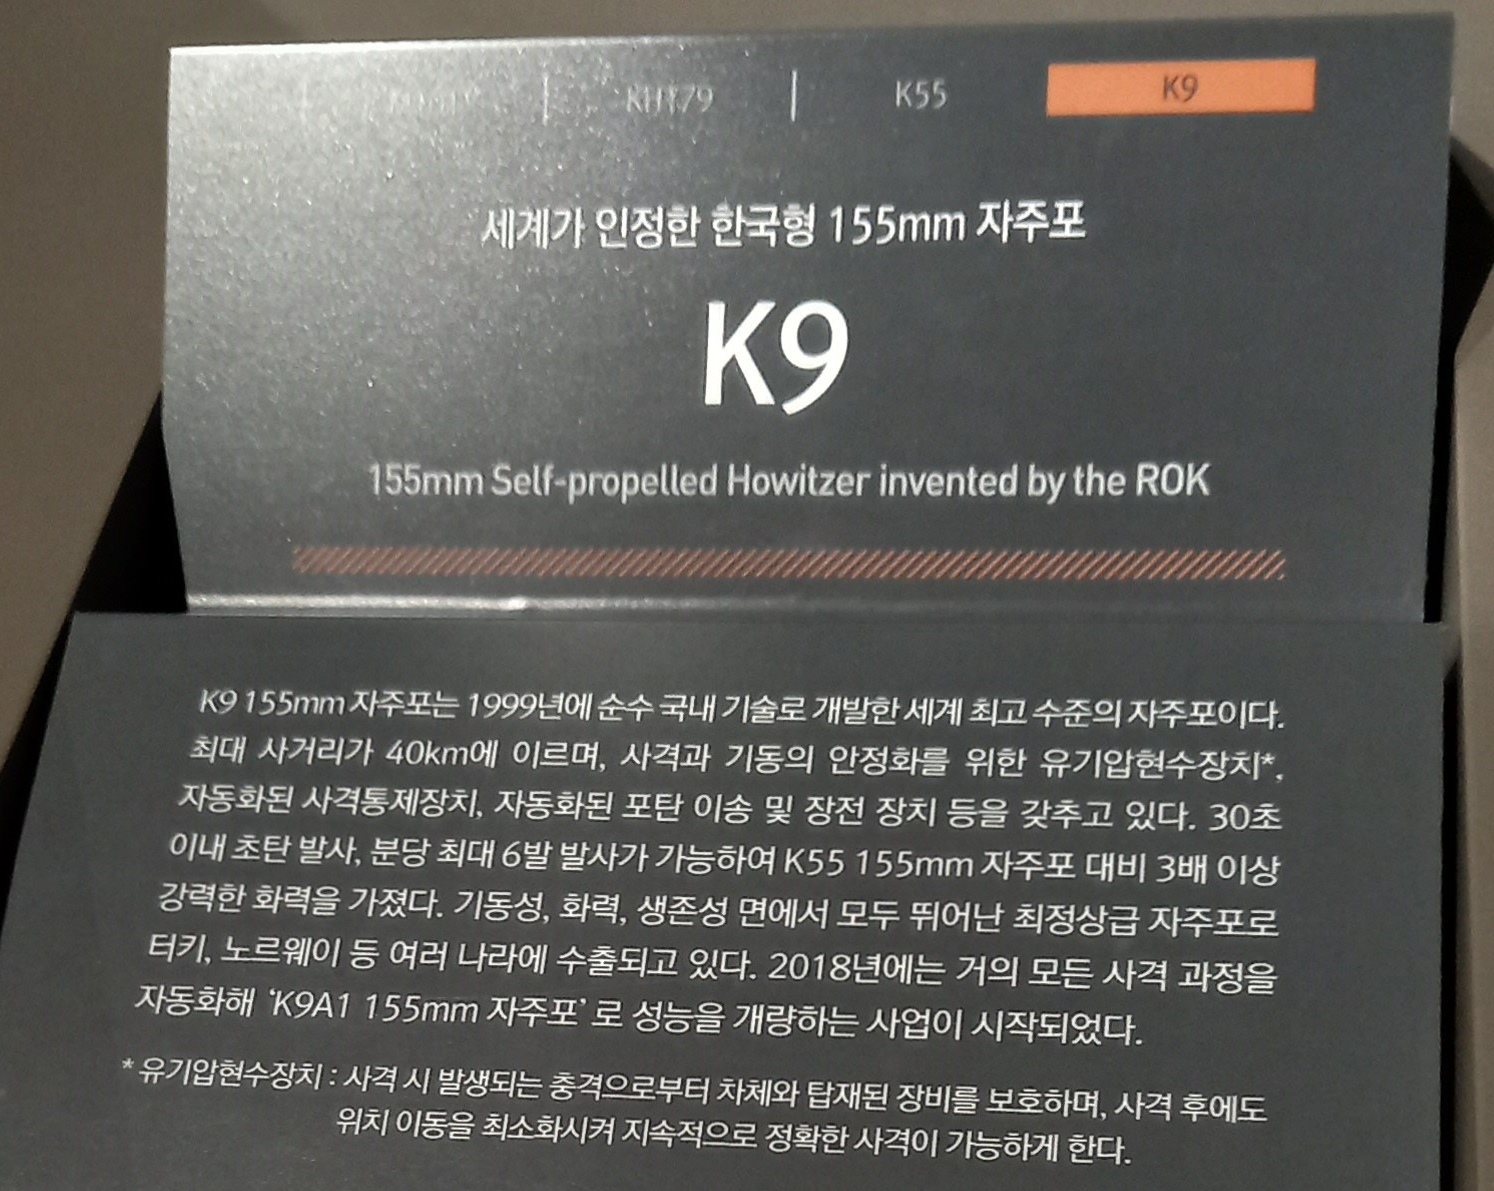 KH179 | K55 K9
세계가 인정한 한국형 155mm 자주포
K9
155mm Self-propelled Howitzer invented by the ROK
K9 155mm 자주포는 1999년에 순수 국내 기술로 개발한 세계 최고 수준의 자주포이다.
최대 사거리가 40km에 이르며, 사격과 기동의 안정화를 위한 유기압현수장치*,
자동화된 사격통제장치, 자동화된 포탄 이송 및 장전 장치 등을 갖추고 있다. 30초
이내 초탄 발사, 분당 최대 6발 발사가 가능하여 K55 155mm 자주포 대비 3배 이상
강력한 화력을 가졌다. 기동성, 화력, 생존성 면에서 모두 뛰어난 최정상급 자주포로
터키, 노르웨이 등 여러 나라에 수출되고 있다. 2018년에는 거의 모든 사격 과정을
자동화해 ‘K9A1 155mm 자주포’ 로 성능을 개량하는 사업이 시작되었다.
* 유기압현수장치 : 사격 시 발생되는 충격으로부터 차체와 탑재된 장비를 보호하며, 사격 후에도
위치 이동을 최소화시켜 지속적으로 정확한 사격이 가능하게 한다.